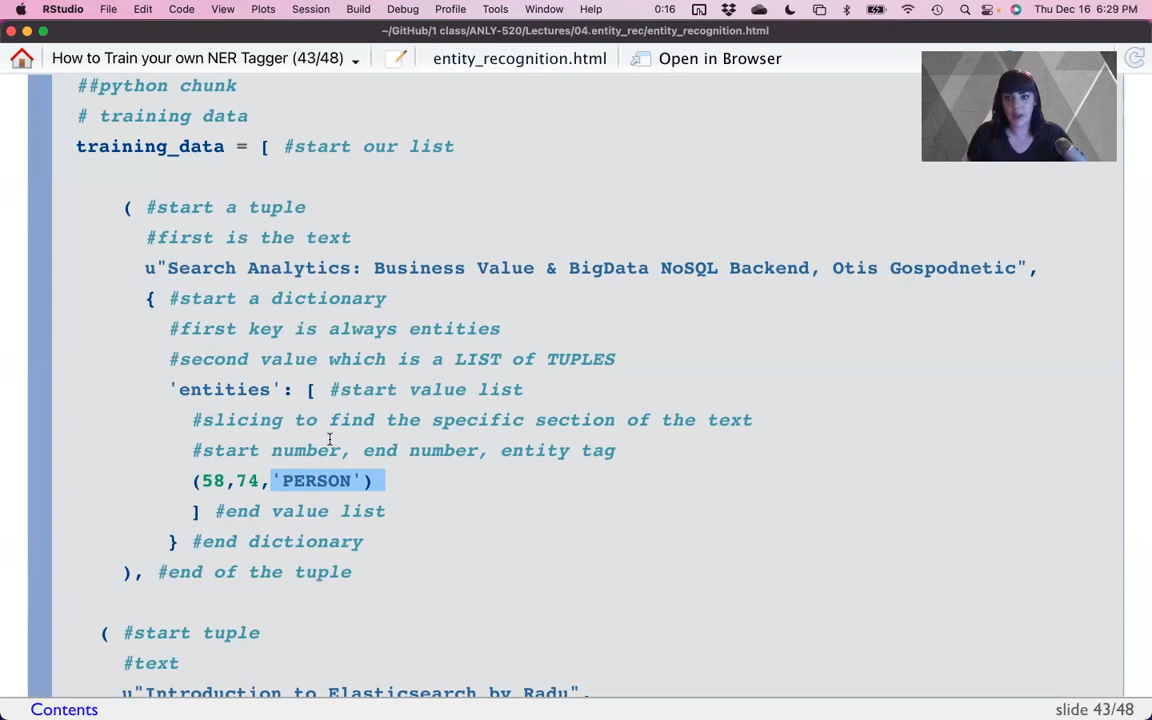 RStudio File Edit Code View Plots Session Build Debug Profile Tools Window Help 0:16 Thu Dec 16 6:29 PM
~/GitHub/1 class/ANLY-520/Lectures/04.entity_rec/entity_recognition.html
How to Train your own NER Tagger (43/48) entity_recognition.html Open in Browser
##python chunk
# training data
training_data = [ #start our list
( #start a tuple
#first is the text
u"Search Analytics: Business Value & BigData NoSQL Backend, Otis Gospodnetic",
{ #start a dictionary
#first key is always entities
#second value which is a LIST of TUPLES
'entities': [ #start value list
#slicing to find the specific section of the text
#start number, end number, entity tag
(58,74,'PERSON')
] #end value list
} #end dictionary
), #end of the tuple
( #start tuple
#text
u"Introduction to Elasticsearch by Radu",
Contents slide 43/48